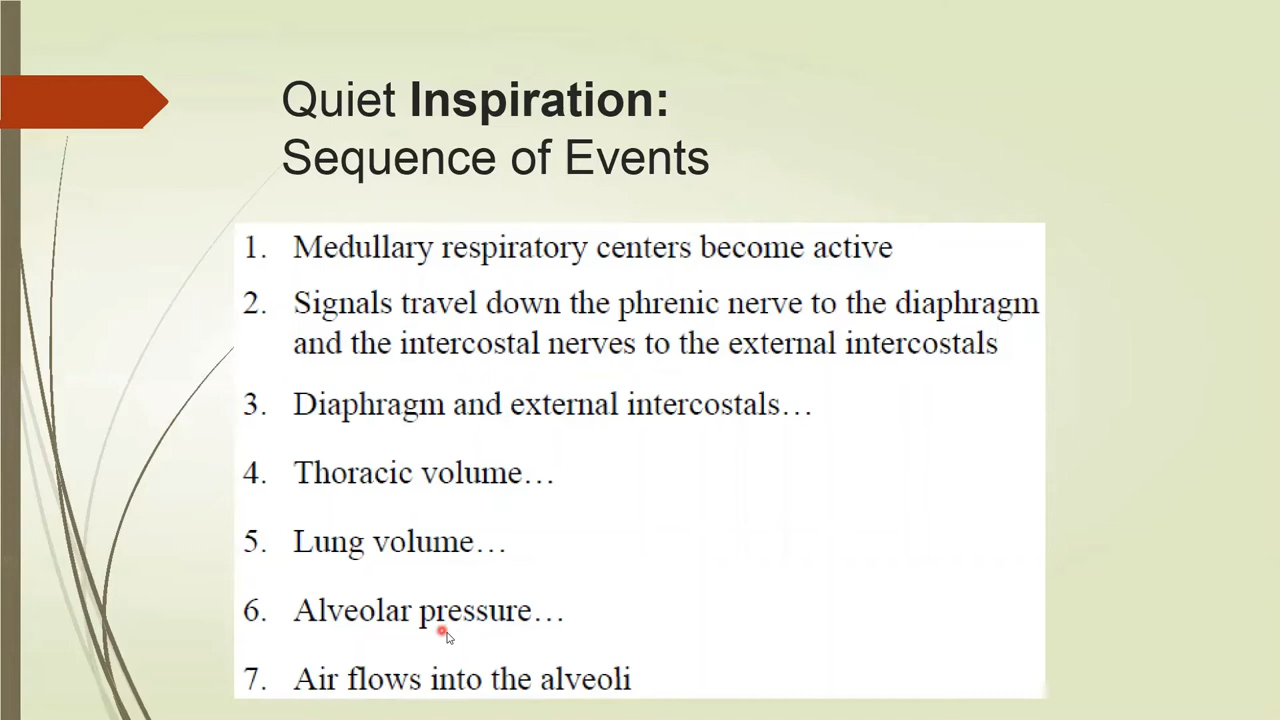 Quiet Inspiration:
Sequence of Events
1. Medullary respiratory centers become active
2. Signals travel down the phrenic nerve to the diaphragm
and the intercostal nerves to the external intercostals
3. Diaphragm and external intercostals…
4. Thoracic volume…
5. Lung volume…
6. Alveolar pressure…
7. Air flows into the alveoli